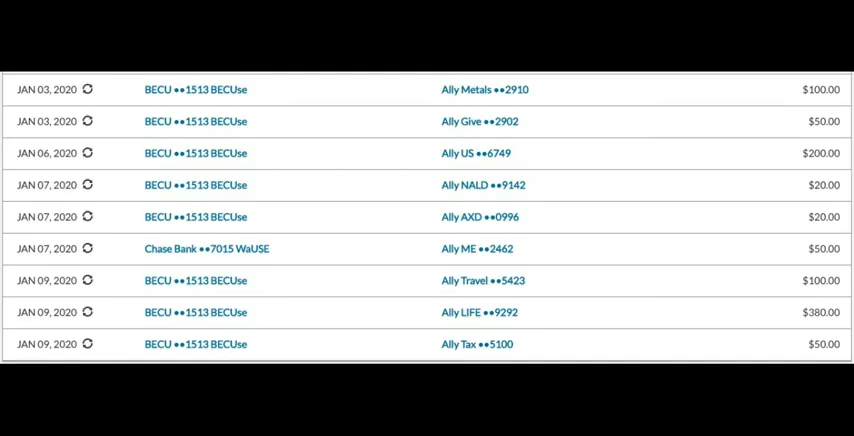 JAN 03, 2020 BECU ••1513 BECUse Ally Metals ••2910 $100.00
JAN 03, 2020 BECU ••1513 BECUse Ally Give ••2902 $50.00
JAN 06, 2020 BECU ••1513 BECUse Ally US ••6749 $200.00
JAN 07, 2020 BECU ••1513 BECUse Ally NALD ••9142 $20.00
JAN 07, 2020 BECU ••1513 BECUse Ally AXD ••0996 $20.00
JAN 07, 2020 Chase Bank ••7015 WaUSE Ally ME ••2462 $50.00
JAN 09, 2020 BECU ••1513 BECUse Ally Travel ••5423 $100.00
JAN 09, 2020 BECU ••1513 BECUse Ally LIFE ••9292 $380.00
JAN 09, 2020 BECU ••1513 BECUse Ally Tax ••5100 $50.00